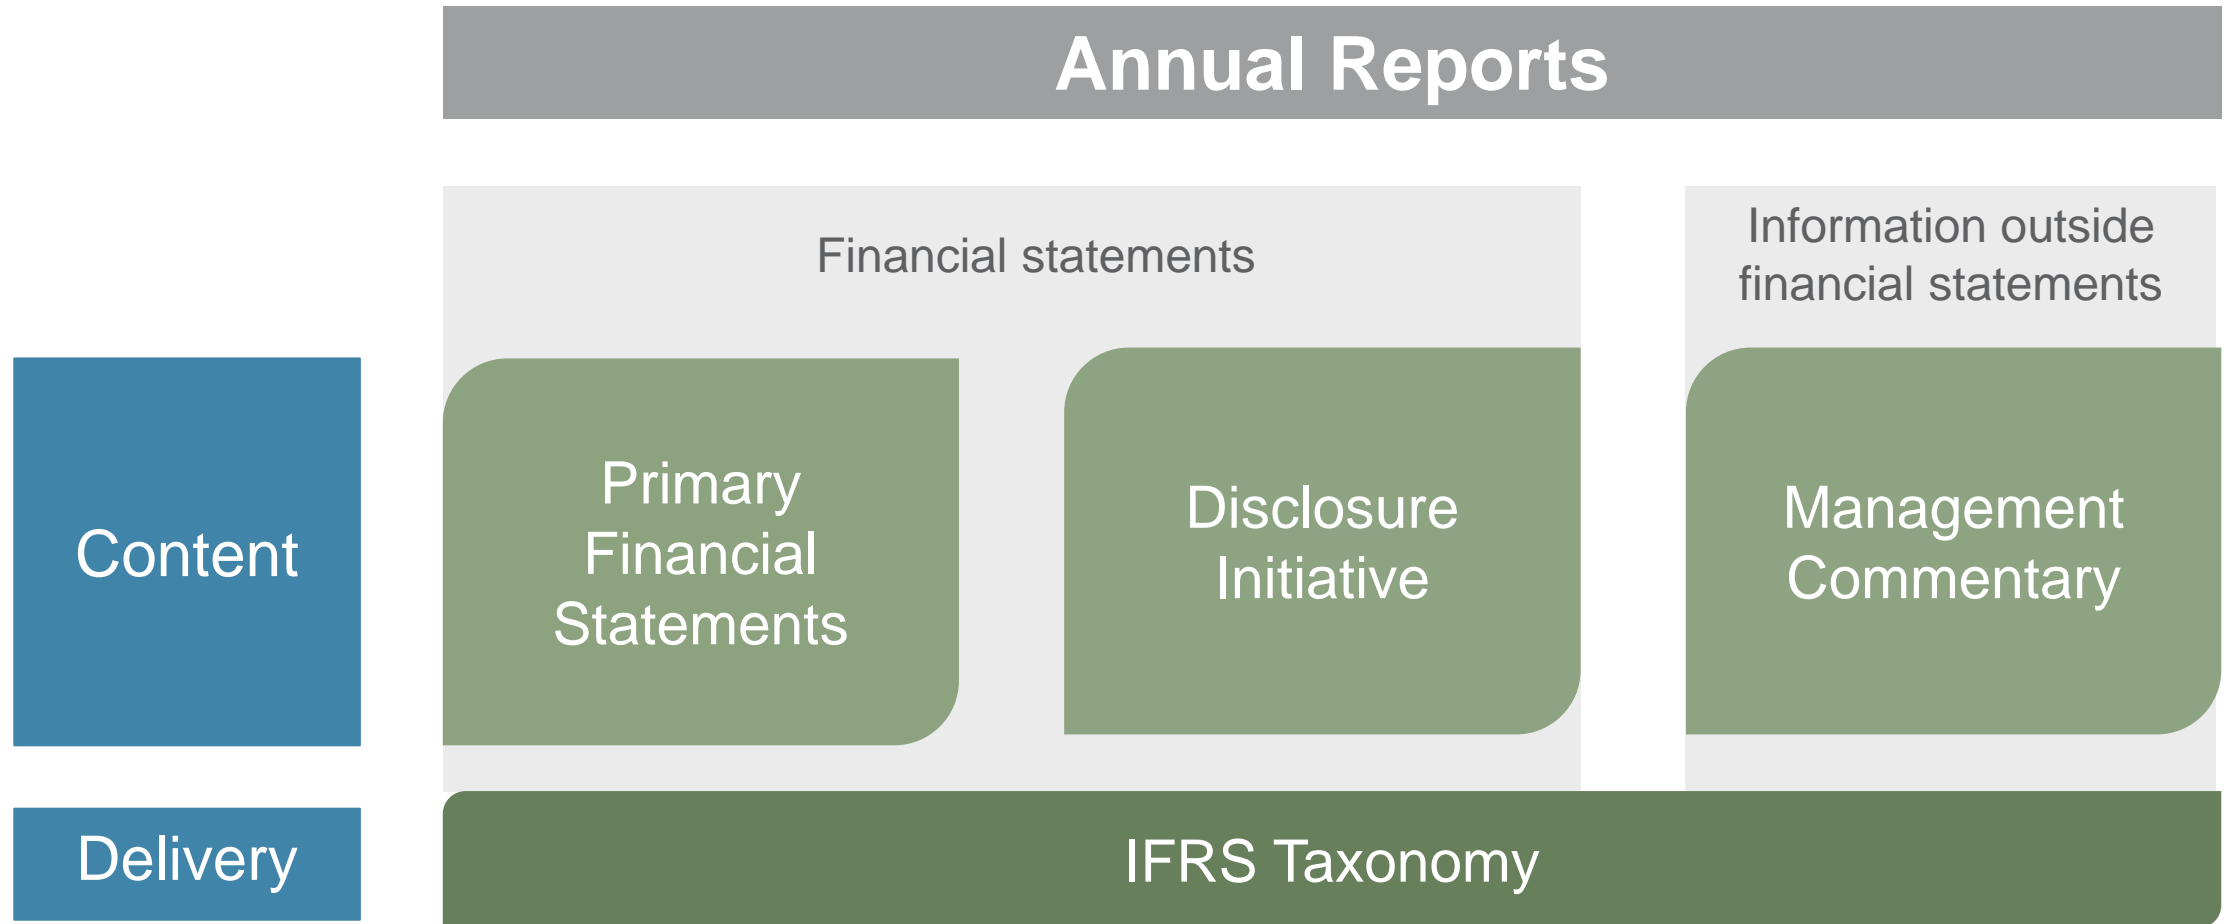 Annual Reports
Financial statements
Information outside
financial statements
Content
Primary
Financial
Statements
Disclosure
Initiative
Management
Commentary
Delivery
IFRS Taxonomy